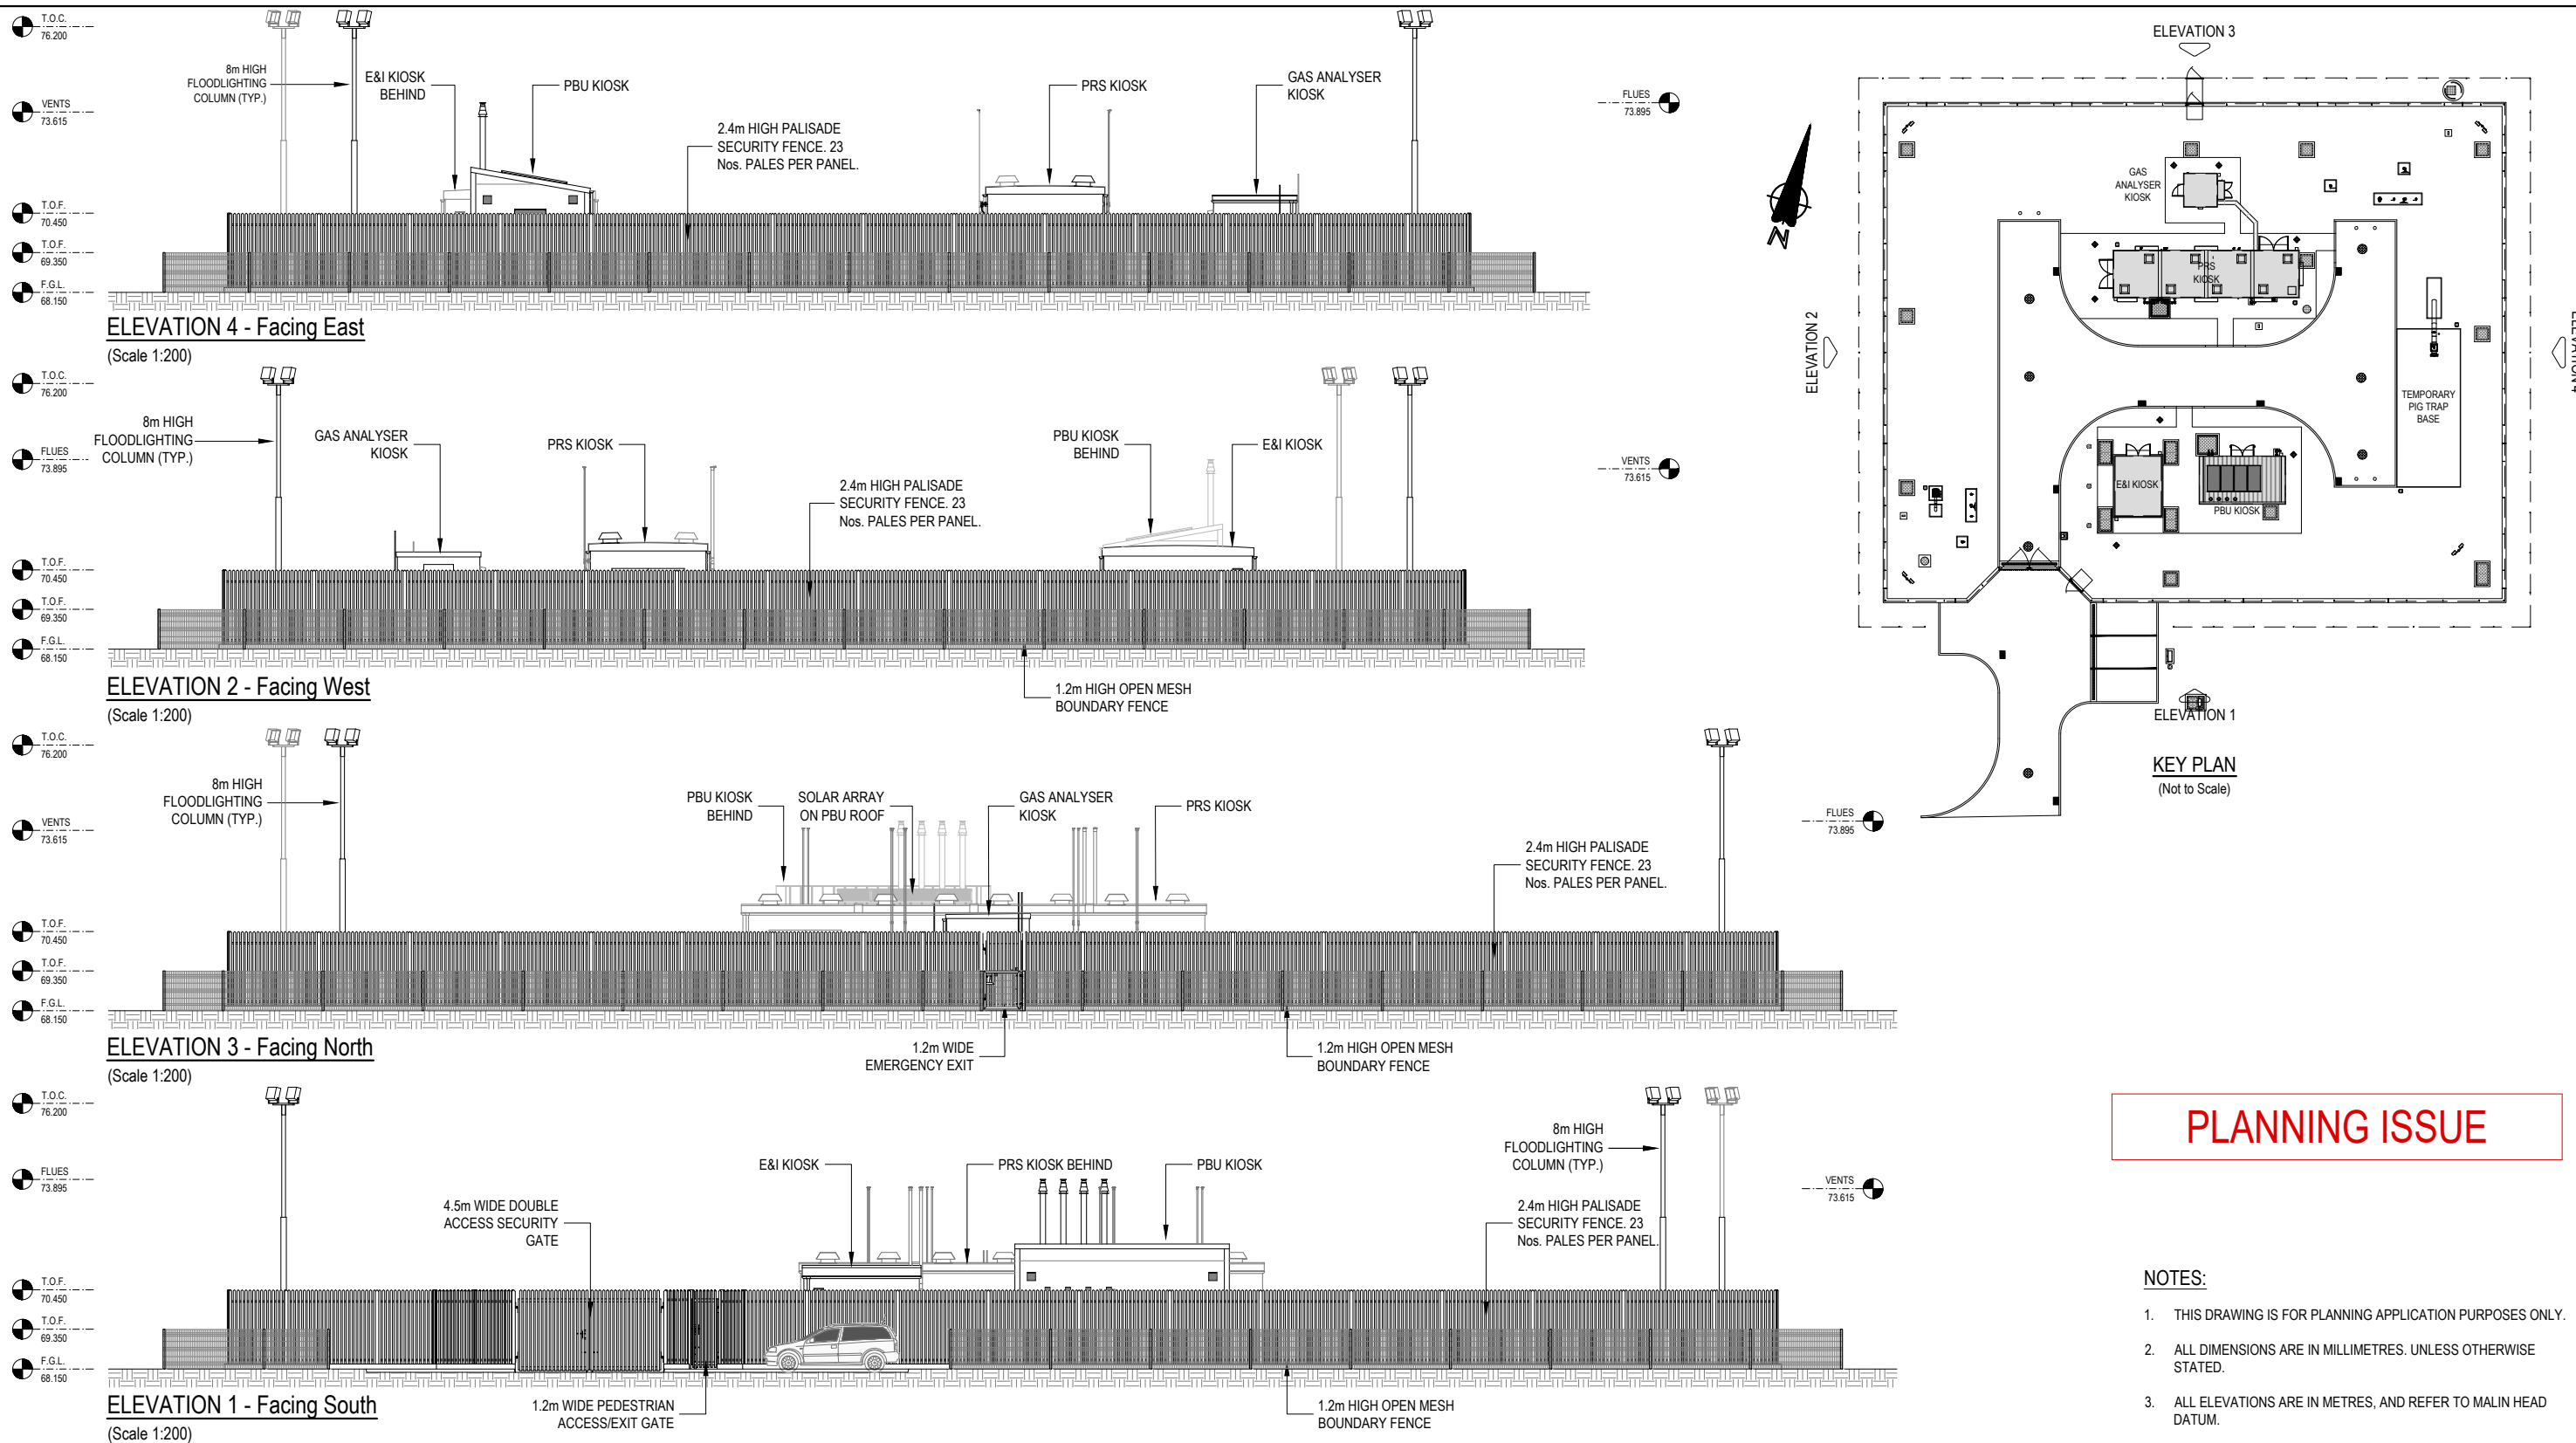 T.O.C.
76.200
8m HIGH
FLOODLIGHTING
COLUMN (TYP.)
E&I KIOSK
BEHIND
PBU KIOSK
PRS KIOSK
GAS ANALYSER
KIOSK
VENTS
73.615
FLUES
73.895
2.4m HIGH PALISADE
SECURITY FENCE. 23
Nos. PALES PER PANEL.
T.O.F.
70.450
T.O.F.
69.350
F.G.L.
68.150
ELEVATION 4 - Facing East
(Scale 1:200)
T.O.C.
76.200
8m HIGH
FLOODLIGHTING
COLUMN (TYP.)
GAS ANALYSER
KIOSK
PRS KIOSK
PBU KIOSK
BEHIND
E&I KIOSK
FLUES
73.895
VENTS
73.615
2.4m HIGH PALISADE
SECURITY FENCE. 23
Nos. PALES PER PANEL.
T.O.F.
70.450
T.O.F.
69.350
F.G.L.
68.150
ELEVATION 2 - Facing West
(Scale 1:200)
1.2m HIGH OPEN MESH
BOUNDARY FENCE
T.O.C.
76.200
8m HIGH
FLOODLIGHTING
COLUMN (TYP.)
PBU KIOSK
BEHIND
SOLAR ARRAY
ON PBU ROOF
GAS ANALYSER
KIOSK
PRS KIOSK
VENTS
73.615
FLUES
73.895
2.4m HIGH PALISADE
SECURITY FENCE. 23
Nos. PALES PER PANEL.
T.O.F.
70.450
T.O.F.
69.350
F.G.L.
68.150
ELEVATION 3 - Facing North
(Scale 1:200)
1.2m WIDE
EMERGENCY EXIT
1.2m HIGH OPEN MESH
BOUNDARY FENCE
T.O.C.
76.200
E&I KIOSK
PRS KIOSK BEHIND
PBU KIOSK
8m HIGH
FLOODLIGHTING
COLUMN (TYP.)
FLUES
73.895
VENTS
73.615
4.5m WIDE DOUBLE
ACCESS SECURITY
GATE
2.4m HIGH PALISADE
SECURITY FENCE. 23
Nos. PALES PER PANEL.
T.O.F.
70.450
T.O.F.
69.350
F.G.L.
68.150
ELEVATION 1 - Facing South
(Scale 1:200)
1.2m WIDE PEDESTRIAN
ACCESS/EXIT GATE
1.2m HIGH OPEN MESH
BOUNDARY FENCE
ELEVATION 3
N
GAS
ANALYSER
KIOSK
PRS
KIOSK
ELEVATION 2
ELEVATION 4
TEMPORARY
PIG TRAP
BASE
E&I KIOSK
PBU KIOSK
ELEVATION 1
KEY PLAN
(Not to Scale)
PLANNING ISSUE
NOTES:
1. THIS DRAWING IS FOR PLANNING APPLICATION PURPOSES ONLY.
2. ALL DIMENSIONS ARE IN MILLIMETRES. UNLESS OTHERWISE
STATED.
3. ALL ELEVATIONS ARE IN METRES, AND REFER TO MALIN HEAD
DATUM.